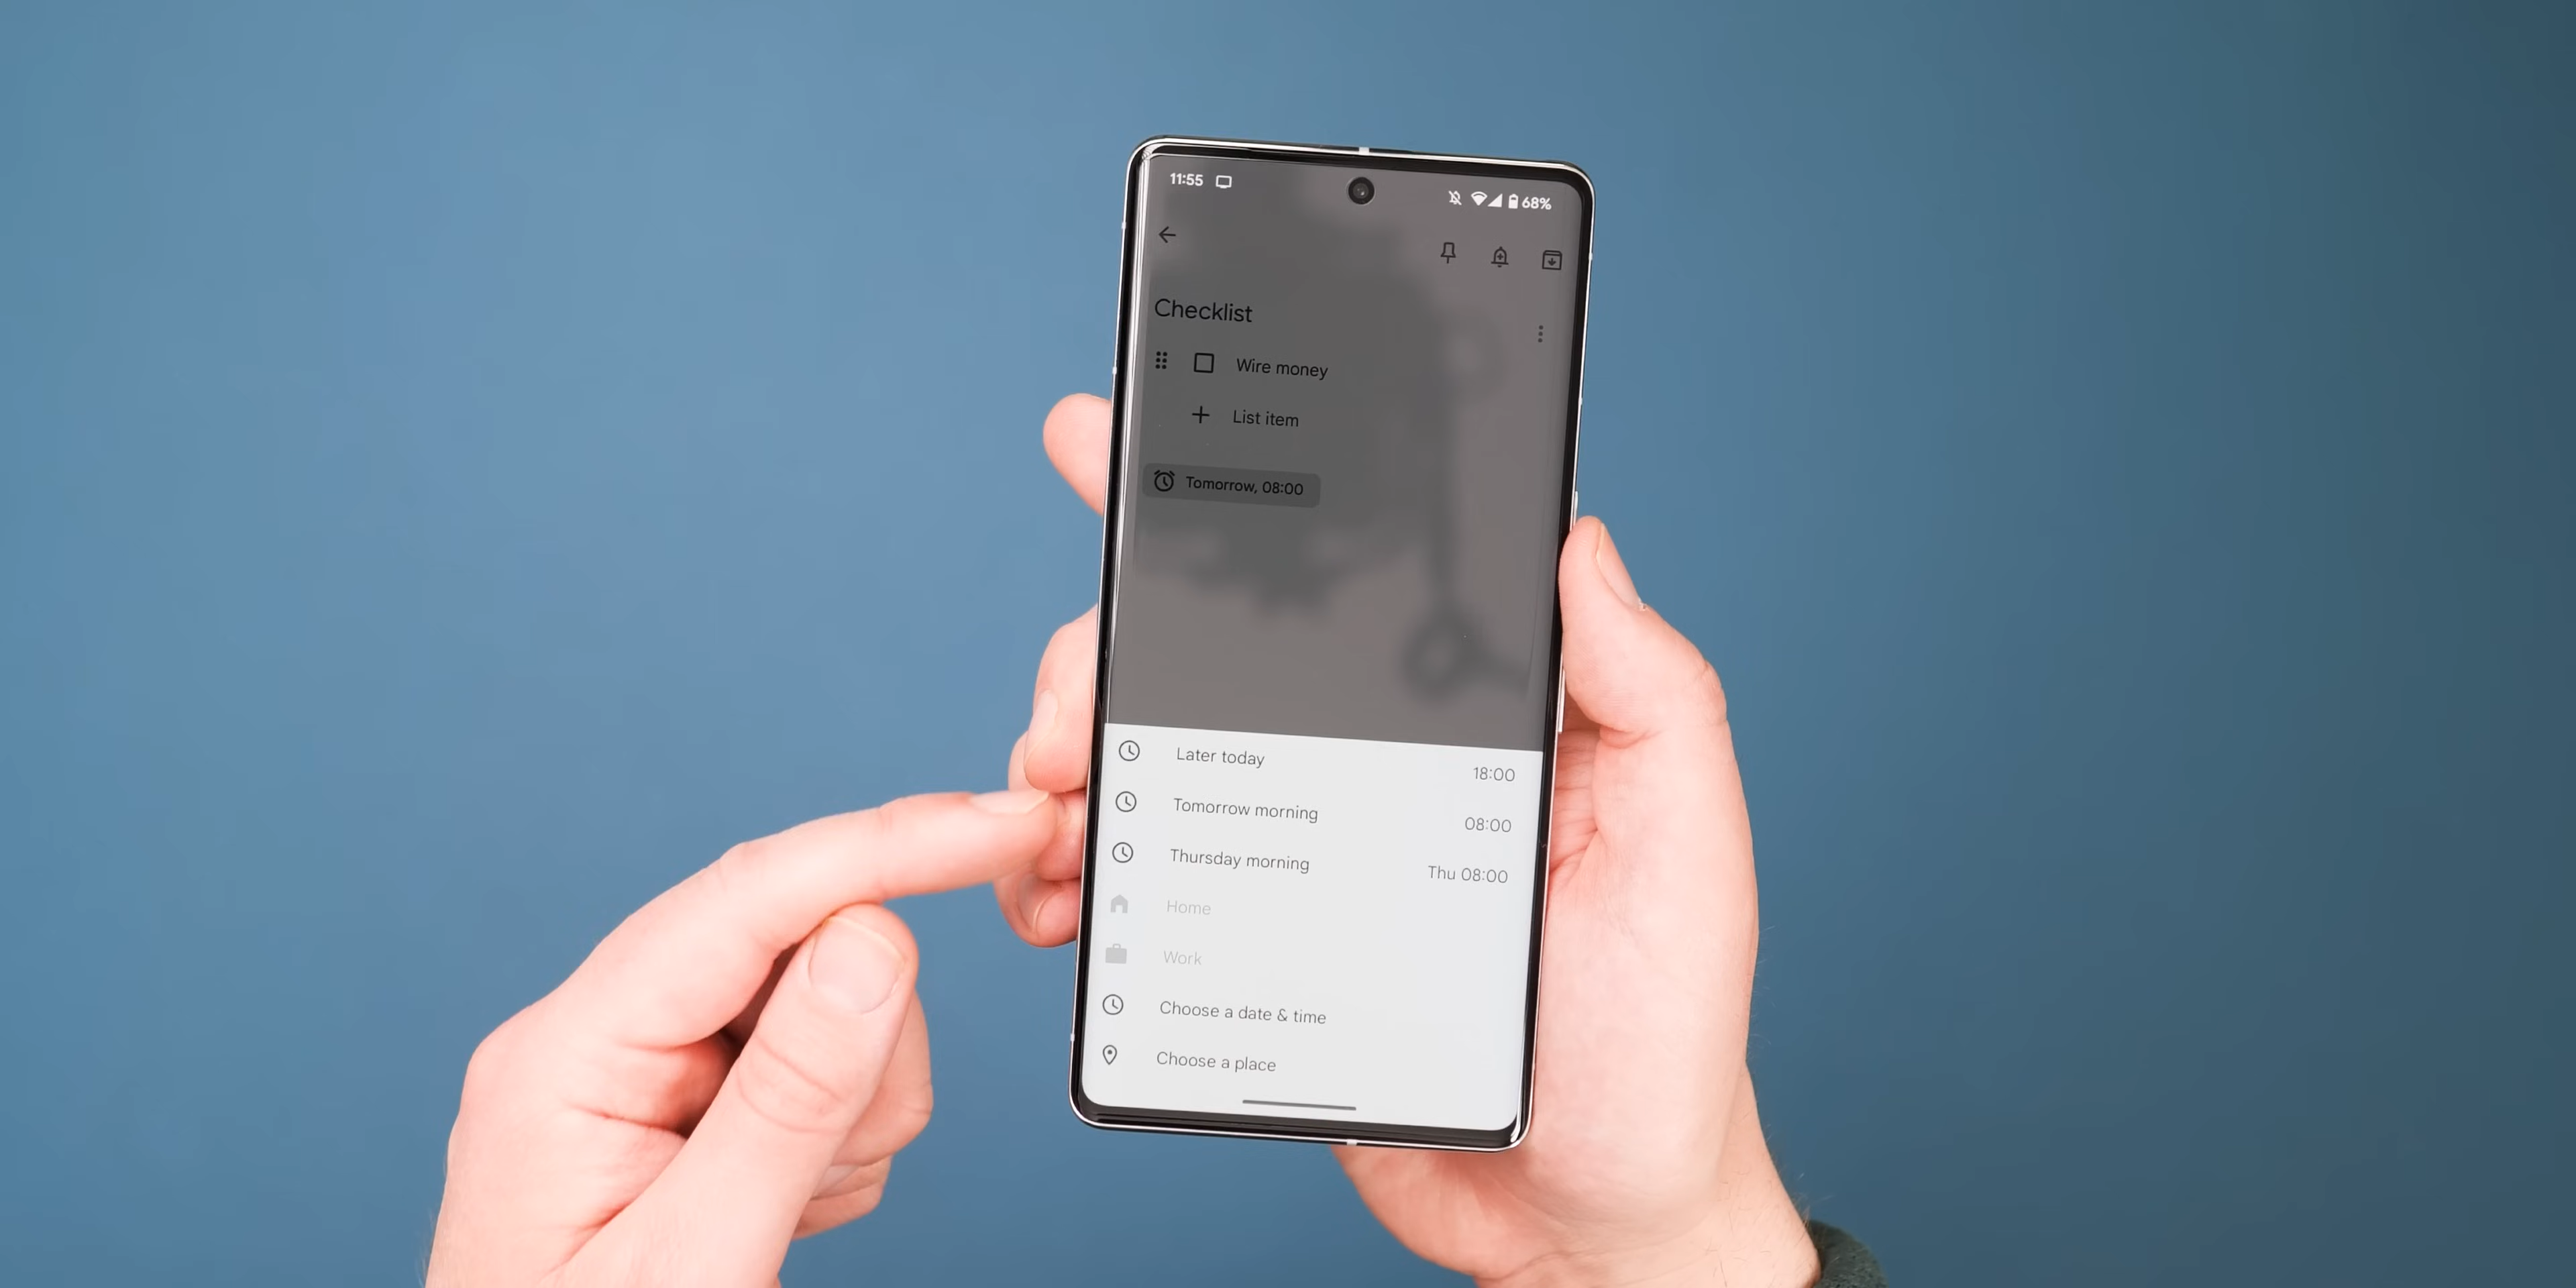 11:55 68%
Checklist
Wire money
List item
Tomorrow, 08:00
Later today 18:00
Tomorrow morning 08:00
Thursday morning Thu 08:00
Home
Work
Choose a date & time
Choose a place